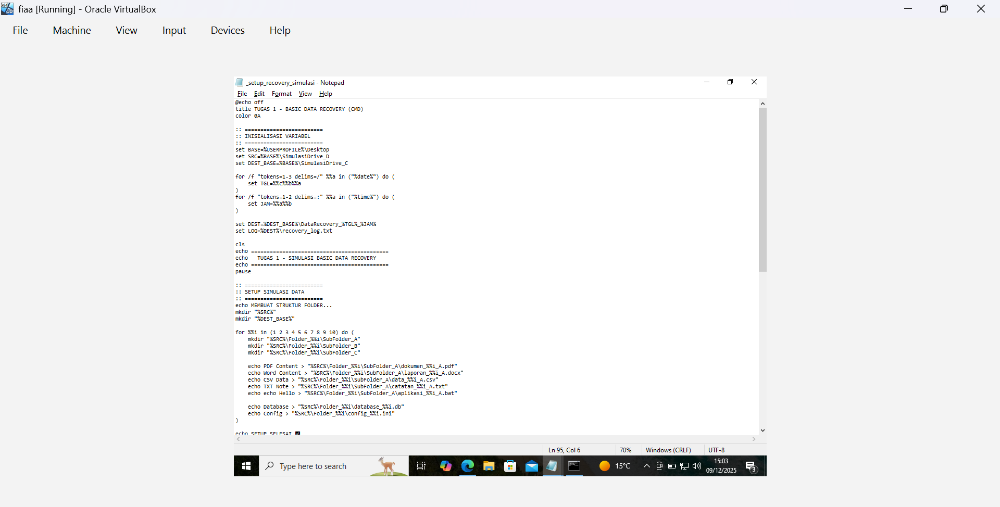 fiaa [Running] - Oracle VirtualBox
File Machine View Input Devices Help
_setup_recovery_simulasi - Notepad
File Edit Format View Help
@echo off
title TUGAS 1 - BASIC DATA RECOVERY (CMD)
color 0A
:: =========================
:: INISIALISASI VARIABEL
:: =========================
set BASE=%USERPROFILE%\Desktop
set SRC=%BASE%\SimulasiDrive_D
set DEST_BASE=%BASE%\SimulasiDrive_C
for /f "tokens=1-3 delims=/" %%a in ("%date%") do (
    set TGL=%%c%%b%%a
)
for /f "tokens=1-2 delims=:" %%a in ("%time%") do (
    set JAM=%%a%%b
)
set DEST=%DEST_BASE%\DataRecovery_%TGL%_%JAM%
set LOG=%DEST%\recovery_log.txt
cls
echo ============================================
echo   TUGAS 1 - SIMULASI BASIC DATA RECOVERY
echo ============================================
pause
:: =========================
:: SETUP SIMULASI DATA
:: =========================
echo MEMBUAT STRUKTUR FOLDER...
mkdir "%SRC%"
mkdir "%DEST_BASE%"
for %%i in (1 2 3 4 5 6 7 8 9 10) do (
    mkdir "%SRC%\Folder_%%i\SubFolder_A"
    mkdir "%SRC%\Folder_%%i\SubFolder_B"
    mkdir "%SRC%\Folder_%%i\SubFolder_C"
    echo PDF Content > "%SRC%\Folder_%%i\SubFolder_A\dokumen_%%i_A.pdf"
    echo Word Content > "%SRC%\Folder_%%i\SubFolder_A\laporan_%%i_A.docx"
    echo CSV Data > "%SRC%\Folder_%%i\SubFolder_A\data_%%i_A.csv"
    echo TXT Note > "%SRC%\Folder_%%i\SubFolder_A\catatan_%%i_A.txt"
    echo echo Hello > "%SRC%\Folder_%%i\SubFolder_A\aplikasi_%%i_A.bat"
    echo Database > "%SRC%\Folder_%%i\database_%%i.db"
    echo Config > "%SRC%\Folder_%%i\config_%%i.ini"
)
echo SETUP SELESAI ✅
Ln 95, Col 6 70% Windows (CRLF) UTF-8
Type here to search
15°C
15:03
09/12/2025
3